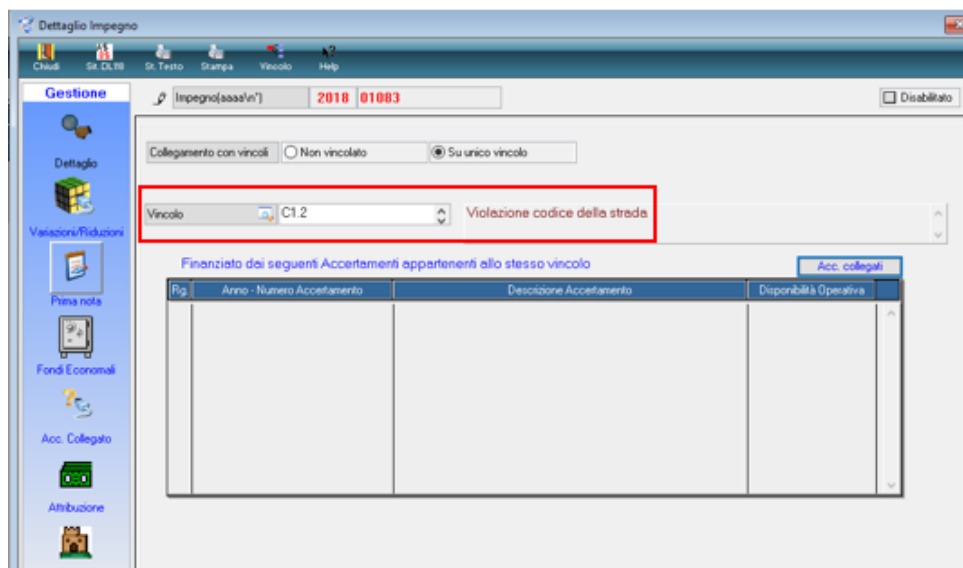 Dettaglio Impegno
Chiudi Sit. DL118 St. Testo Stampa Vincolo Help
Gestione
Impegno(aaaa\n°) 2018 01083 Disabilitato
Collegamento con vincoli Non vincolato Su unico vincolo
Dettaglio
Vincolo C1.2 Violazione codice della strada
Variazioni/Riduzioni
Finanziato dai seguenti Accertamenti appartenenti allo stesso vincolo Acc. collegati
Rg. Anno - Numero Accertamento Descrizione Accertamento Disponibilità Operativa
Prima nota
Fondi Economali
Acc. Collegato
Attribuzione